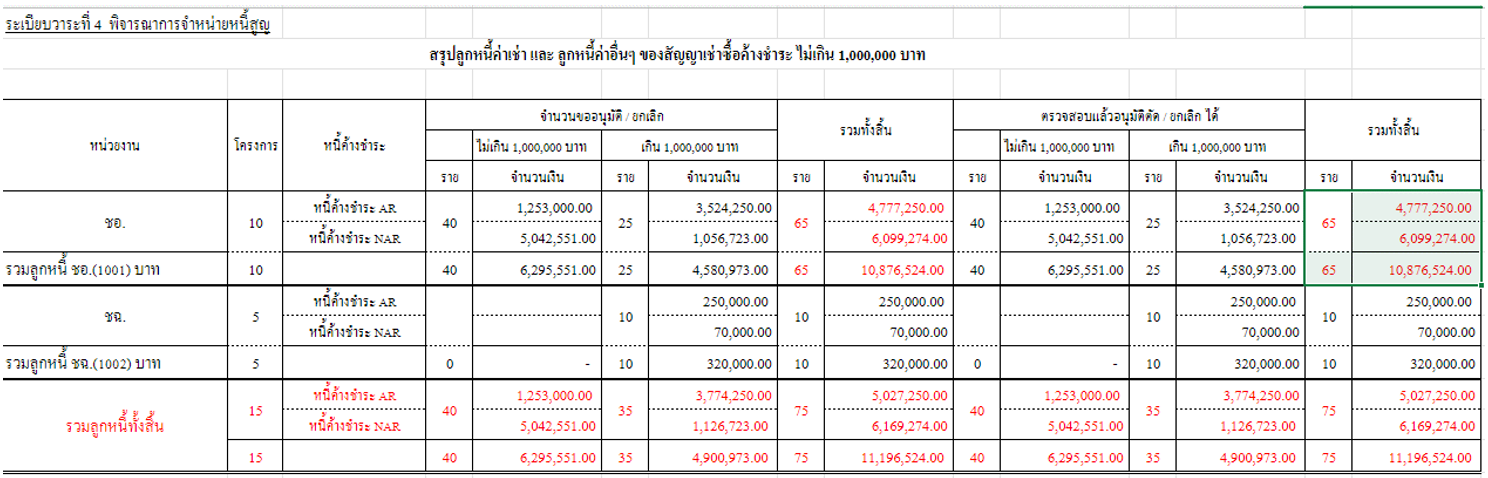 ระเบียบวาระที่ 4 พิจารณาการจำหน่ายหนี้สูญ
สรุปลูกหนี้ค่าเช่า และ ลูกหนี้ค่าอื่นๆ ของสัญญาเช่าซื้อค้างชำระ ไม่เกิน 1,000,000 บาท
หน่วยงาน โครงการ หนี้ค้างชำระ จำนวนขออนุมัติ / ยกเลิก รวมทั้งสิ้น ตรวจสอบแล้วอนุมัติตัด / ยกเลิก ได้ รวมทั้งสิ้น
ไม่เกิน 1,000,000 บาท เกิน 1,000,000 บาท ไม่เกิน 1,000,000 บาท เกิน 1,000,000 บาท
ราย จำนวนเงิน ราย จำนวนเงิน ราย จำนวนเงิน ราย จำนวนเงิน ราย จำนวนเงิน ราย จำนวนเงิน
ชอ. 10 หนี้ค้างชำระ AR 40 1,253,000.00 25 3,524,250.00 65 4,777,250.00 40 1,253,000.00 25 3,524,250.00 65 4,777,250.00
หนี้ค้างชำระ NAR 5,042,551.00 1,056,723.00 6,099,274.00 5,042,551.00 1,056,723.00 6,099,274.00
รวมลูกหนี้ ชอ.(1001) บาท 10 40 6,295,551.00 25 4,580,973.00 65 10,876,524.00 40 6,295,551.00 25 4,580,973.00 65 10,876,524.00
ชฉ. 5 หนี้ค้างชำระ AR 10 250,000.00 10 250,000.00 10 250,000.00 10 250,000.00
หนี้ค้างชำระ NAR 70,000.00 70,000.00 70,000.00 70,000.00
รวมลูกหนี้ ชฉ.(1002) บาท 5 0 - 10 320,000.00 10 320,000.00 0 - 10 320,000.00 10 320,000.00
รวมลูกหนี้ทั้งสิ้น 15 หนี้ค้างชำระ AR 40 1,253,000.00 35 3,774,250.00 75 5,027,250.00 40 1,253,000.00 35 3,774,250.00 75 5,027,250.00
หนี้ค้างชำระ NAR 5,042,551.00 1,126,723.00 6,169,274.00 5,042,551.00 1,126,723.00 6,169,274.00
15 40 6,295,551.00 35 4,900,973.00 75 11,196,524.00 40 6,295,551.00 35 4,900,973.00 75 11,196,524.00